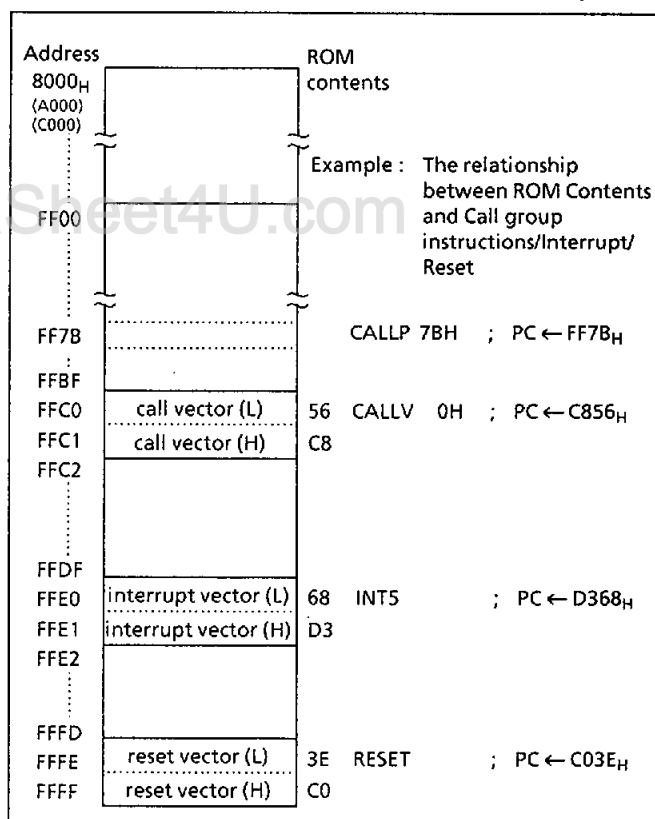 Address ROM
8000H contents
(A000)
(C000)
Example : The relationship
between ROM Contents
and Call group
instructions/Interrupt/
Reset
Sheet4U.com
FF00
FF7B CALLP 7BH ; PC ← FF7BH
FFBF
FFC0 call vector (L) 56 CALLV 0H ; PC ← C856H
FFC1 call vector (H) C8
FFC2
FFDF
FFE0 interrupt vector (L) 68 INT5 ; PC ← D368H
FFE1 interrupt vector (H) D3
FFE2
FFFD
FFFE reset vector (L) 3E RESET ; PC ← C03EH
FFFF reset vector (H) C0